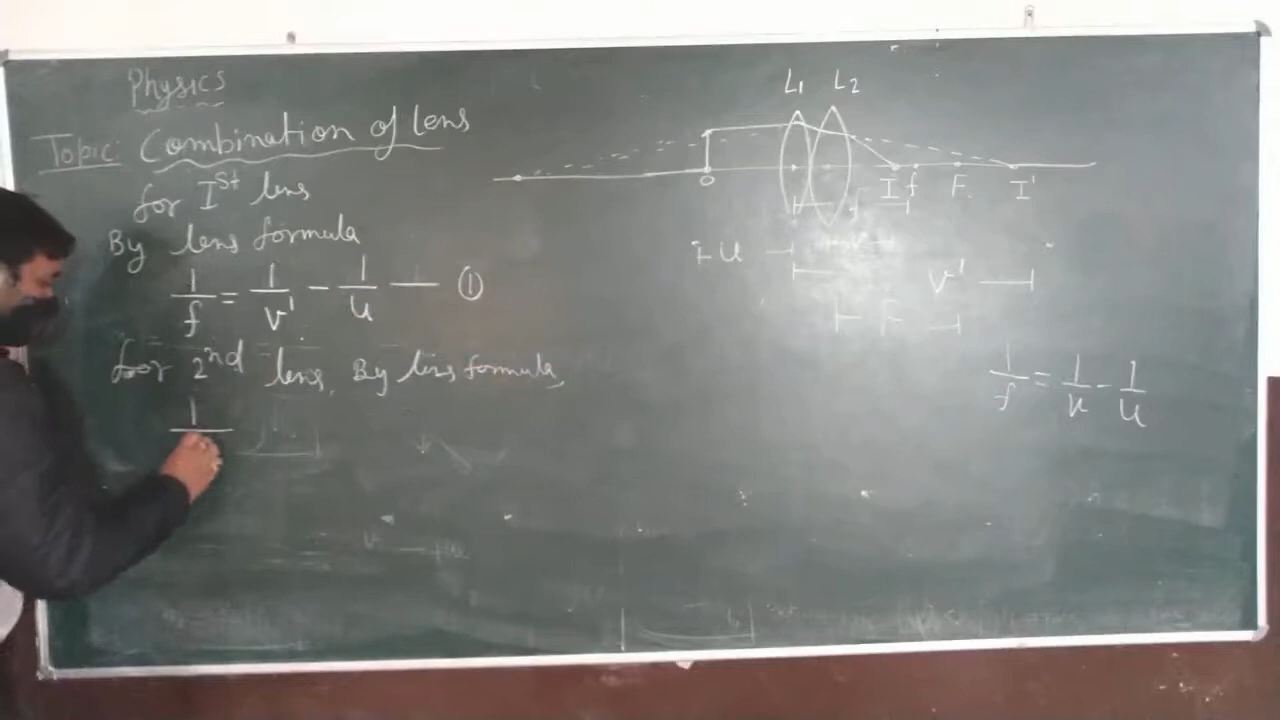 Physics
Topic: Combination of lens
for Ist lens
By lens formula
1/f = 1/v' - 1/u — ①
for 2nd lens, By lens formula,
1
L1 L2
O I f F I'
f
u
v'
F
1/f = 1/v - 1/u